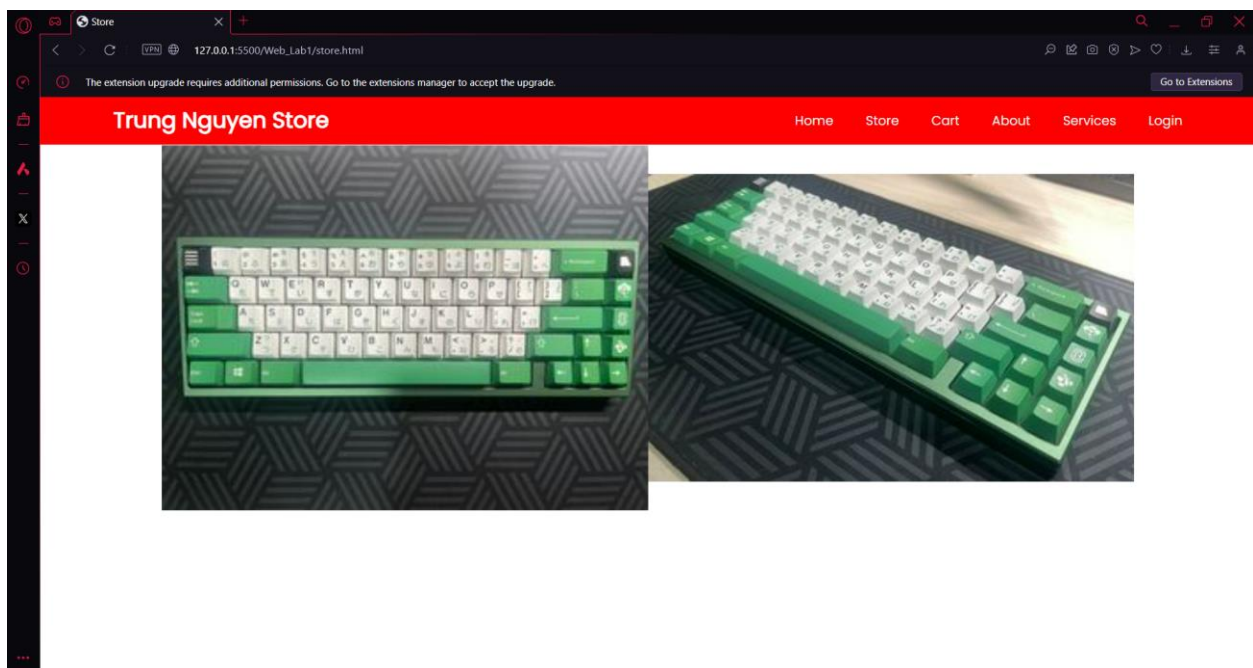 Store
VPN 127.0.0.1:5500/Web_Lab1/store.html
The extension upgrade requires additional permissions. Go to the extensions manager to accept the upgrade. Go to Extensions
Trung Nguyen Store Home Store Cart About Services Login
Q W E R T Y U I O P
A S D F G H J K L
Z X C V B N M